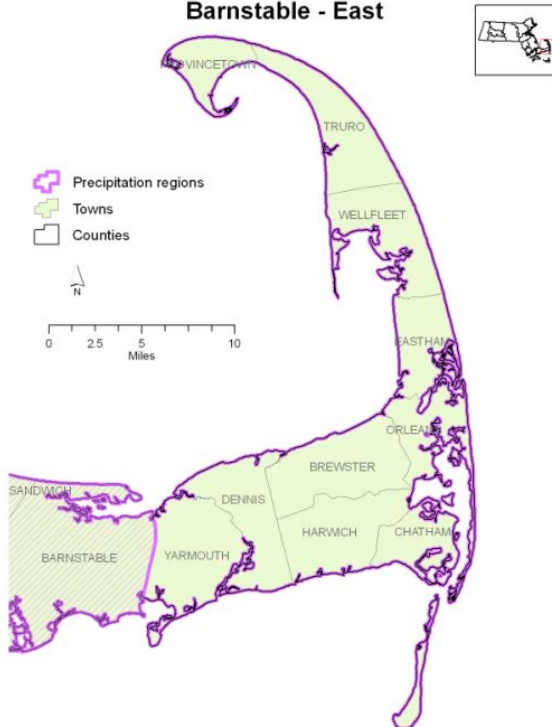 Barnstable - East
PROVINCETOWN
TRURO
Precipitation regions
Towns
Counties
WELLFLEET
N
0 2.5 5 10
Miles
EASTHAM
ORLEANS
BREWSTER
SANDWICH
DENNIS
HARWICH
CHATHAM
BARNSTABLE
YARMOUTH